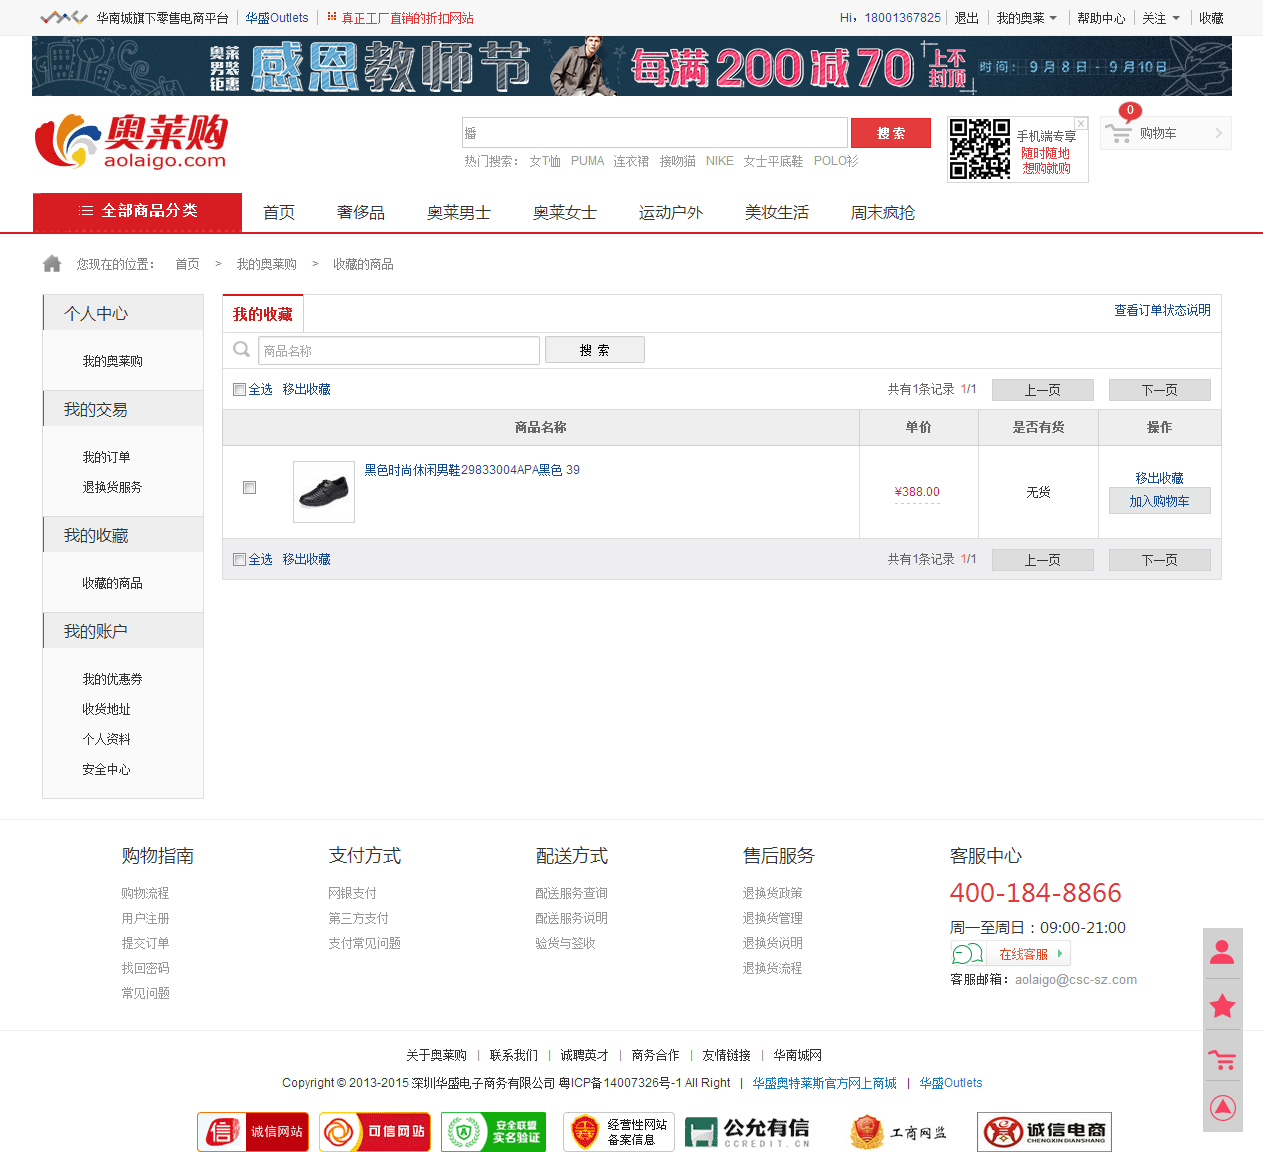 华南城旗下零售电商平台 华盛Outlets 真正工厂直销的折扣网站 Hi，18001367825 退出 我的奥莱 帮助中心 关注 收藏
奥莱男装钜惠 感恩教师节 每满200减70 上不封顶 时间：9月8日-9月10日
奥莱购
aolaigo.com
播 搜 索
热门搜索： 女T恤 PUMA 连衣裙 接吻猫 NIKE 女士平底鞋 POLO衫
手机端专享
随时随地
想购就购
X
0
购物车
全部商品分类 首页 奢侈品 奥莱男士 奥莱女士 运动户外 美妆生活 周末疯抢
您现在的位置： 首页 > 我的奥莱购 > 收藏的商品
个人中心
我的奥莱购
我的交易
我的订单
退换货服务
我的收藏
收藏的商品
我的账户
我的优惠券
收货地址
个人资料
安全中心
我的收藏 查看订单状态说明
商品名称 搜 索
全选 移出收藏 共有1条记录 1/1 上一页 下一页
商品名称 单价 是否有货 操作
黑色时尚休闲男鞋29833004APA黑色 39 ¥388.00 无货 移出收藏
加入购物车
全选 移出收藏 共有1条记录 1/1 上一页 下一页
购物指南
购物流程
用户注册
提交订单
找回密码
常见问题
支付方式
网银支付
第三方支付
支付常见问题
配送方式
配送服务查询
配送服务说明
验货与签收
售后服务
退换货政策
退换货管理
退换货说明
退换货流程
客服中心
400-184-8866
周一至周日：09:00-21:00
在线客服
客服邮箱：aolaigo@csc-sz.com
关于奥莱购 | 联系我们 | 诚聘英才 | 商务合作 | 友情链接 | 华南城网
Copyright © 2013-2015 深圳华盛电子商务有限公司 粤ICP备14007326号-1 All Right | 华盛奥特莱斯官方网上商城 | 华盛Outlets
信 诚信网站
可信网站
安全联盟
实名验证
经营性网站
备案信息
公允有信
CCREDIT.CN
工商网监
诚信电商
CHENGXIN DIANSHANG